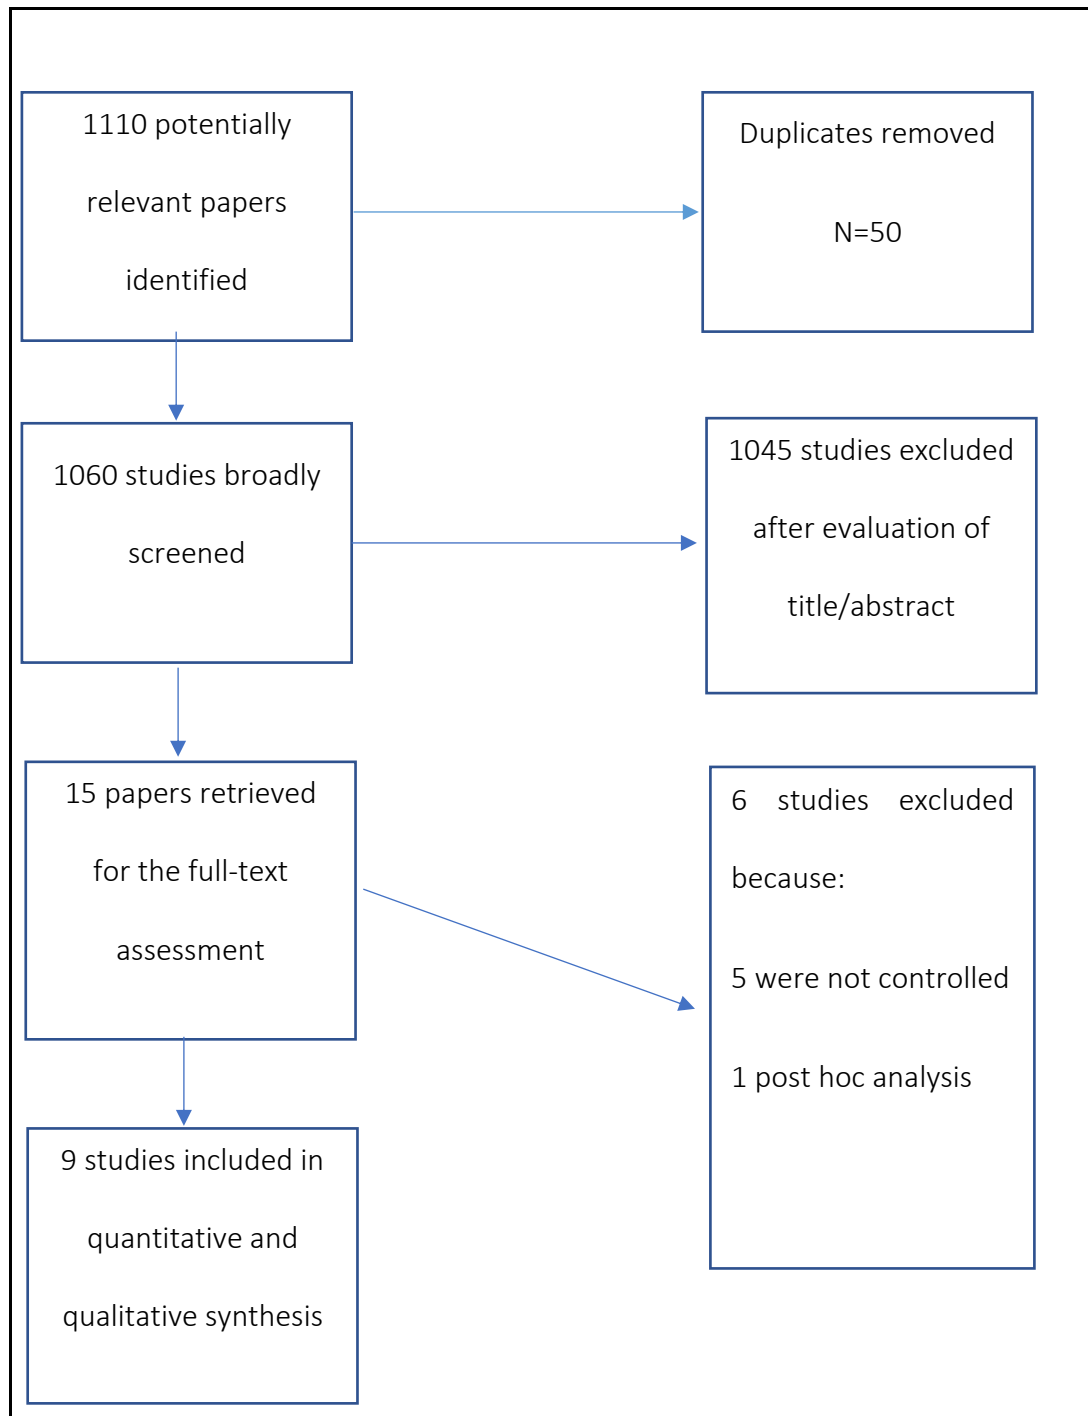 1110 potentially
relevant papers
identified
Duplicates removed
N=50
1060 studies broadly
screened
1045 studies excluded
after evaluation of
title/abstract
15 papers retrieved
for the full-text
assessment
6 studies excluded
because:
5 were not controlled
1 post hoc analysis
9 studies included in
quantitative and
qualitative synthesis